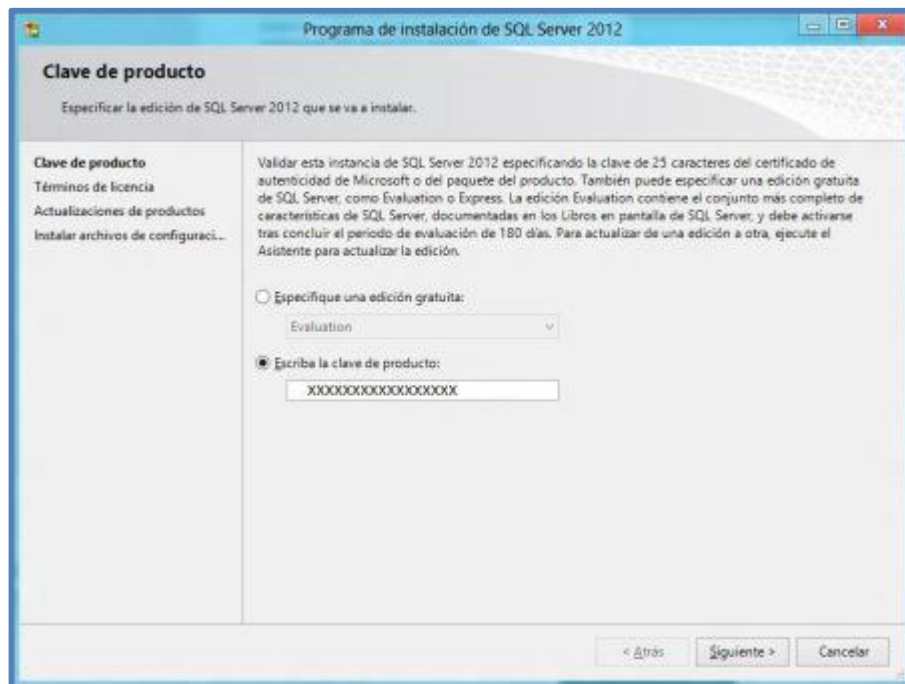 Programa de instalación de SQL Server 2012
Clave de producto
Especificar la edición de SQL Server 2012 que se va a instalar.
Clave de producto
Términos de licencia
Actualizaciones de productos
Instalar archivos de configuraci...
Validar esta instancia de SQL Server 2012 especificando la clave de 25 caracteres del certificado de
autenticidad de Microsoft o del paquete del producto. También puede especificar una edición gratuita
de SQL Server, como Evaluation o Express. La edición Evaluation contiene el conjunto más completo de
características de SQL Server, documentadas en los Libros en pantalla de SQL Server, y debe activarse
tras concluir el periodo de evaluación de 180 días. Para actualizar de una edición a otra, ejecute el
Asistente para actualizar la edición.
Especifique una edición gratuita:
Evaluation
Escriba la clave de producto:
XXXXXXXXXXXXXXXXX
< Atrás
Siguiente >
Cancelar